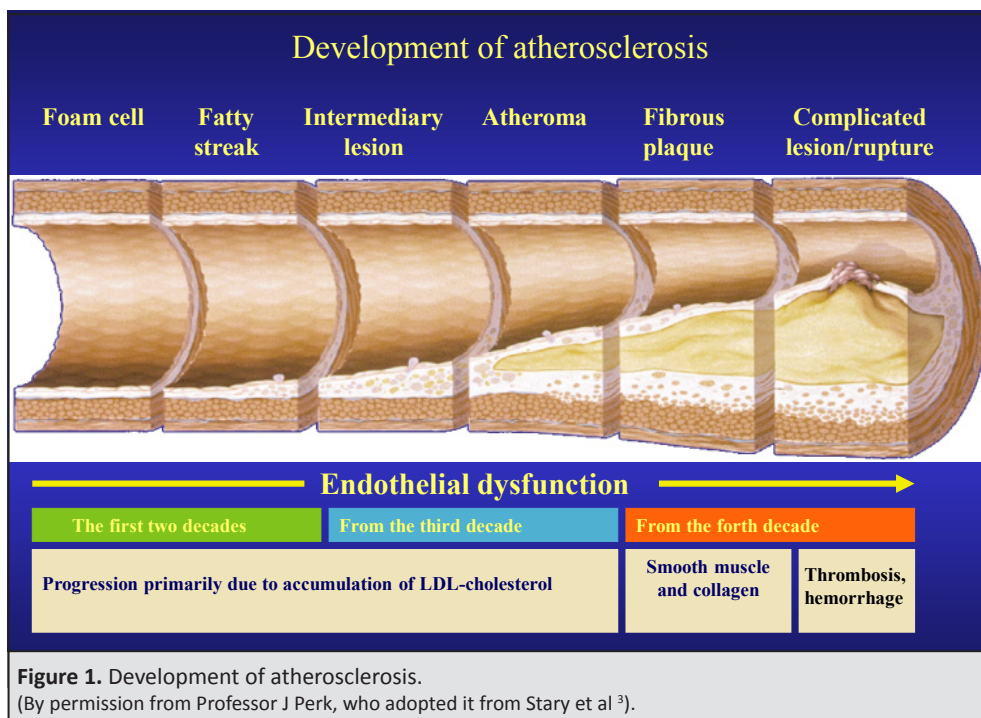 Development of atherosclerosis
Foam cell
Fatty
streak
Intermediary
lesion
Atheroma
Fibrous
plaque
Complicated
lesion/rupture
Endothelial dysfunction
The first two decades
From the third decade
From the forth decade
Progression primarily due to accumulation of LDL-cholesterol
Smooth muscle
and collagen
Thrombosis,
hemorrhage
Figure 1. Development of atherosclerosis.
(By permission from Professor J Perk, who adopted it from Stary et al ³).